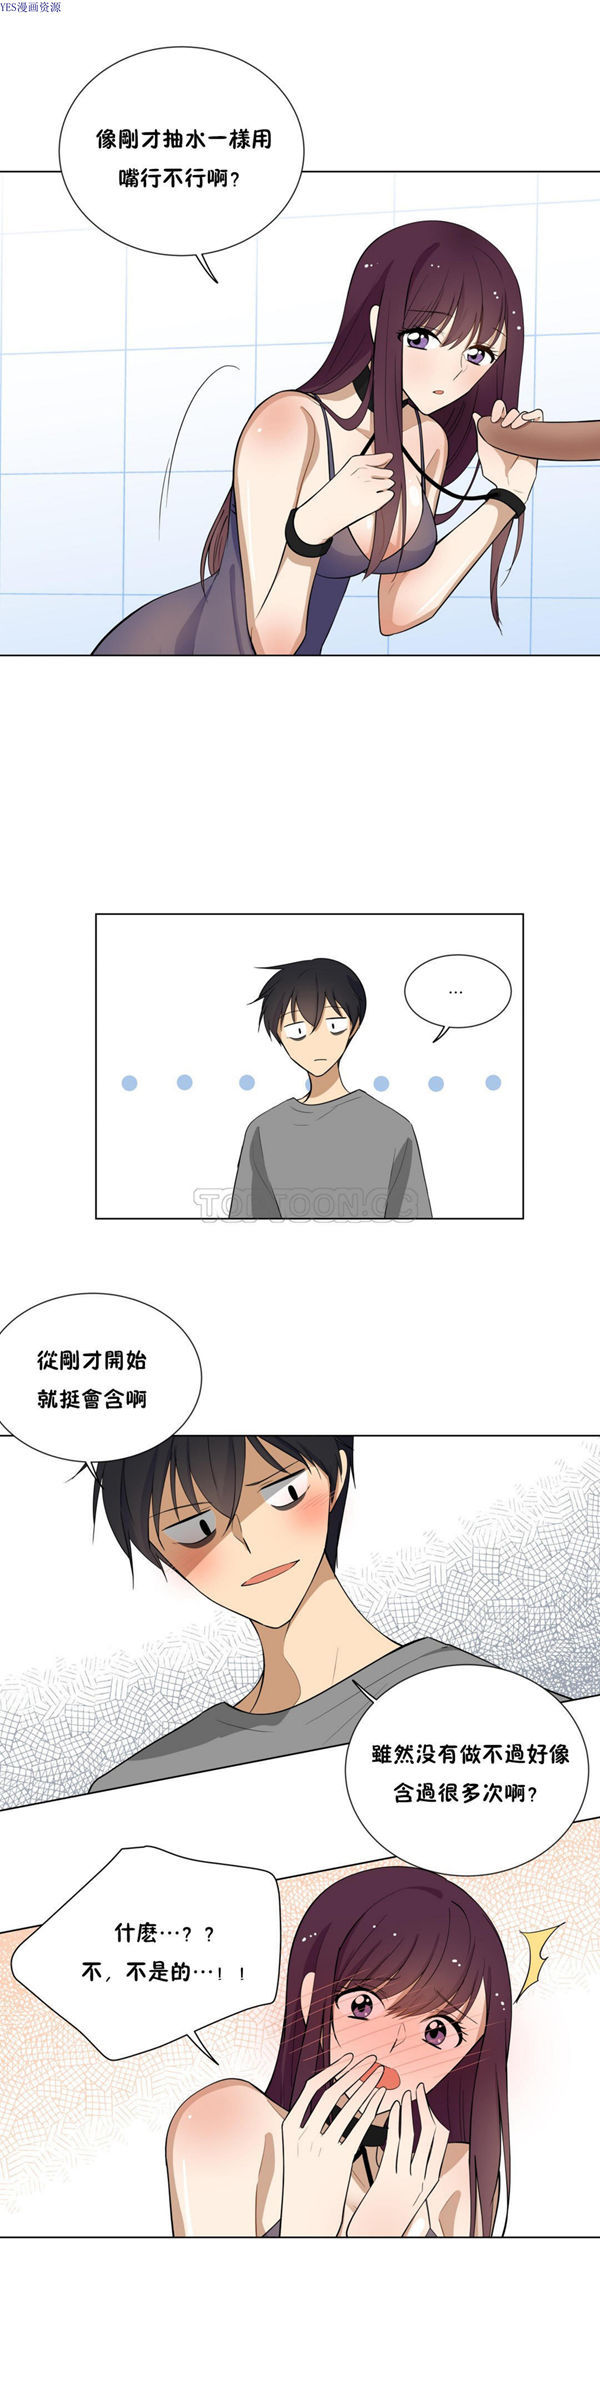 YES漫画资源
像剛才抽水一樣用
嘴行不行啊?
...
TOPTOON.CC
從剛才開始
就挺會含啊
雖然没有做不過好像
含過很多次啊?
什麽...? ?
不, 不是的...! !